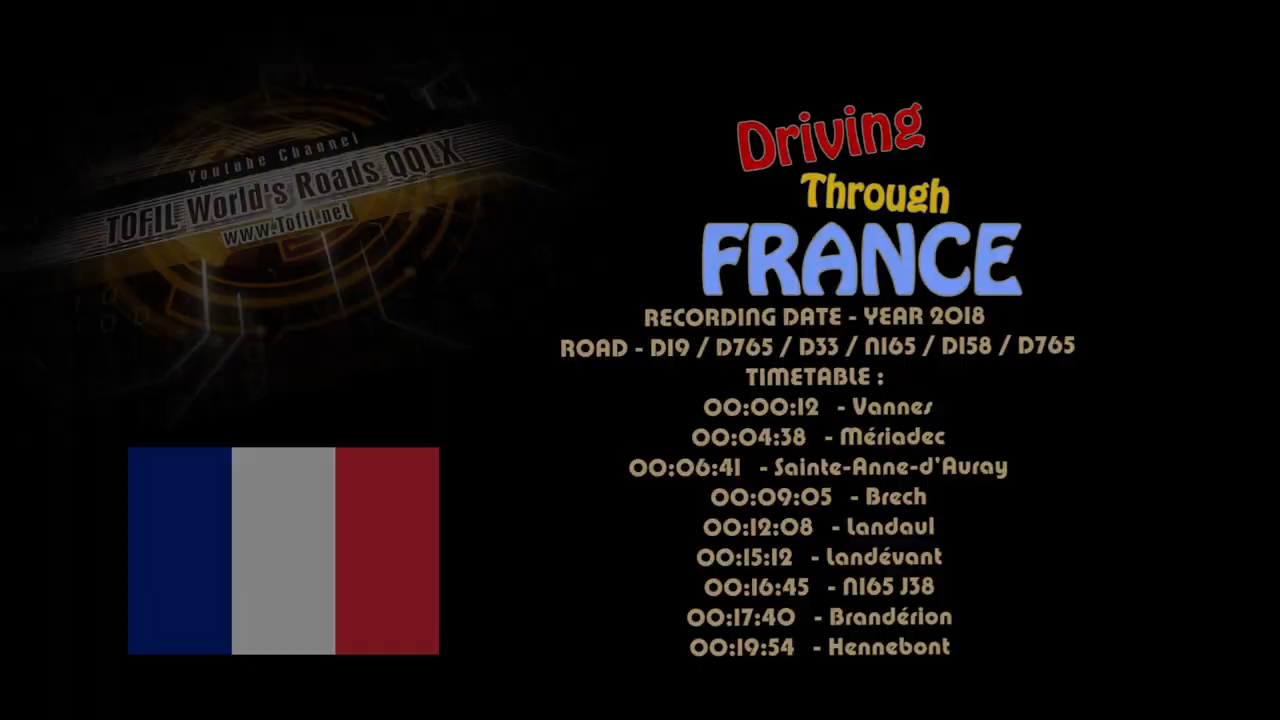 Youtube Channel
TOFIL World's Roads QQLX
www.Tofil.net
Driving
Through
FRANCE
RECORDING DATE - YEAR 2018
ROAD - D19 / D765 / D33 / N165 / D158 / D765
TIMETABLE :
00:00:12 - Vannes
00:04:38 - Mériadec
00:06:41 - Sainte-Anne-d'Auray
00:09:05 - Brech
00:12:08 - Landaul
00:15:12 - Landévant
00:16:45 - N165 J38
00:17:40 - Brandérion
00:19:54 - Hennebont